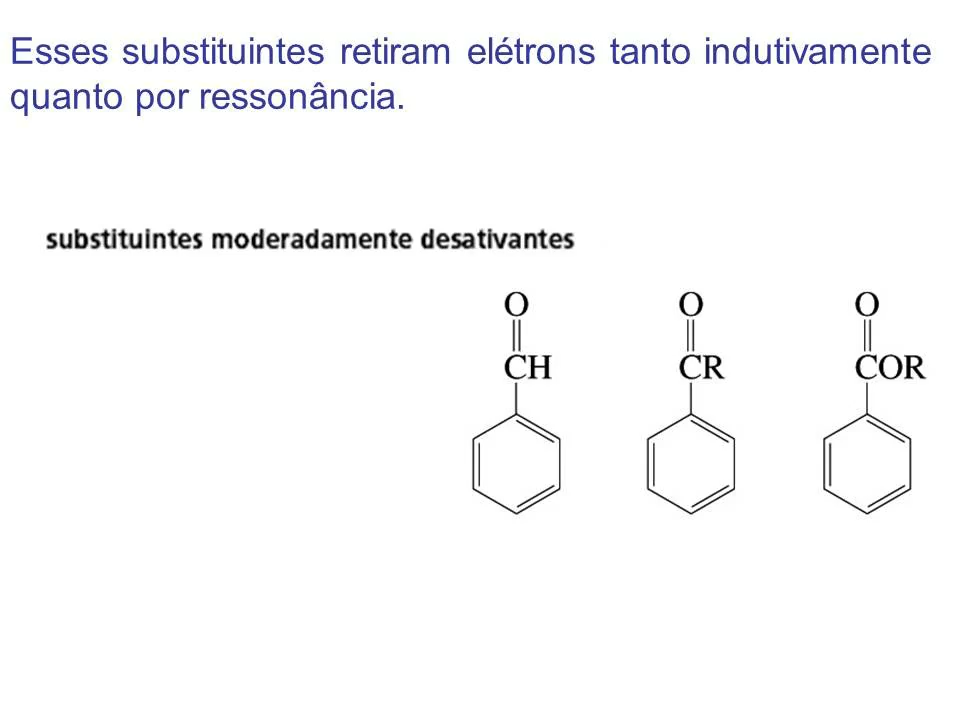 Esses substituintes retiram elétrons tanto indutivamente
quanto por ressonância.
substituintes moderadamente desativantes
O O O
CH CR COR